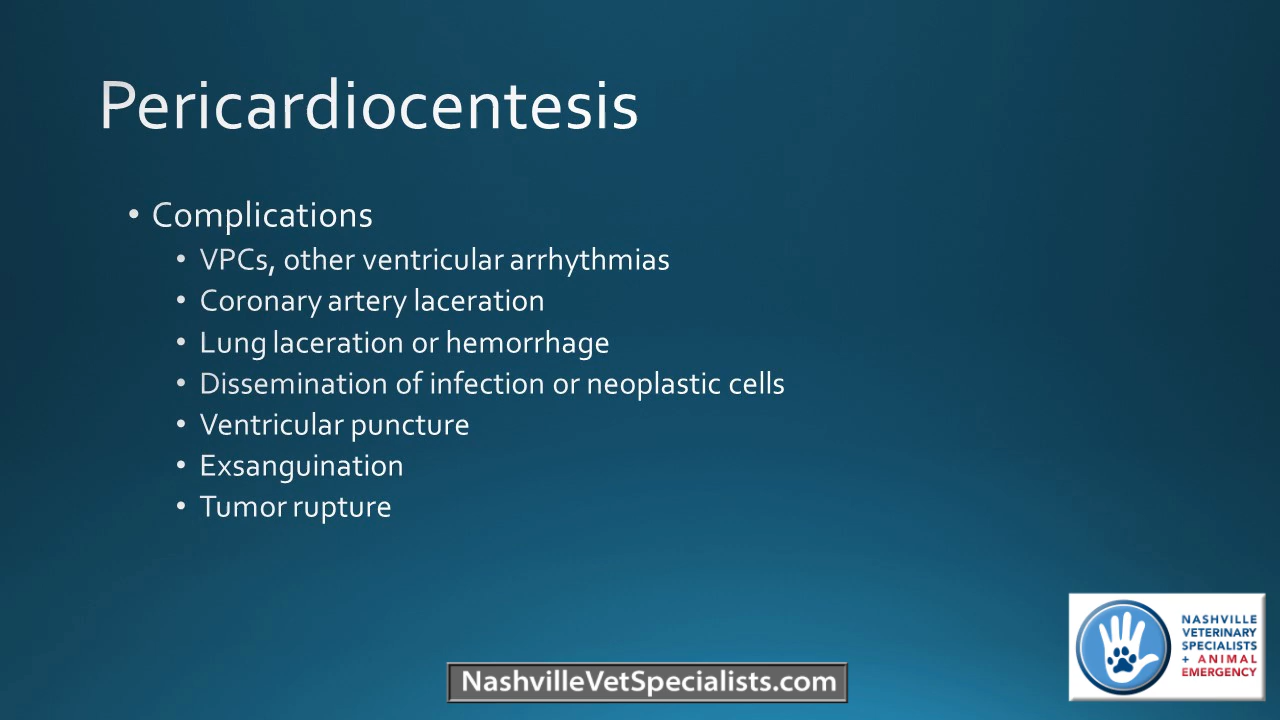 Pericardiocentesis
• Complications
• VPCs, other ventricular arrhythmias
• Coronary artery laceration
• Lung laceration or hemorrhage
• Dissemination of infection or neoplastic cells
• Ventricular puncture
• Exsanguination
• Tumor rupture
NASHVILLE
VETERINARY
SPECIALISTS
+ ANIMAL
EMERGENCY
NashvilleVetSpecialists.com